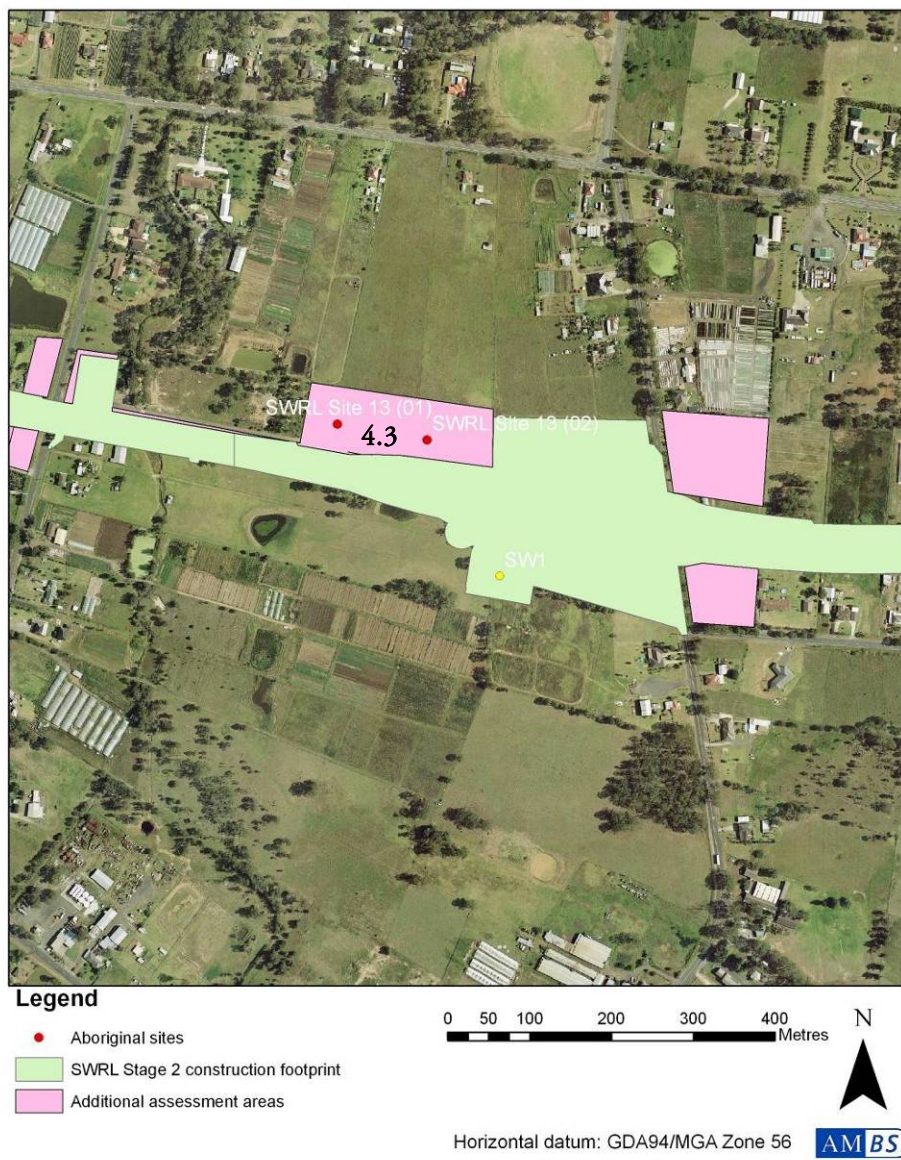 SWRL Site 13 (01)
4.3
SWRL Site 13 (02)
SW1
Legend
Aboriginal sites
SWRL Stage 2 construction footprint
Additional assessment areas
0 50 100 200 300 400
Metres
N
Horizontal datum: GDA94/MGA Zone 56
AMBS